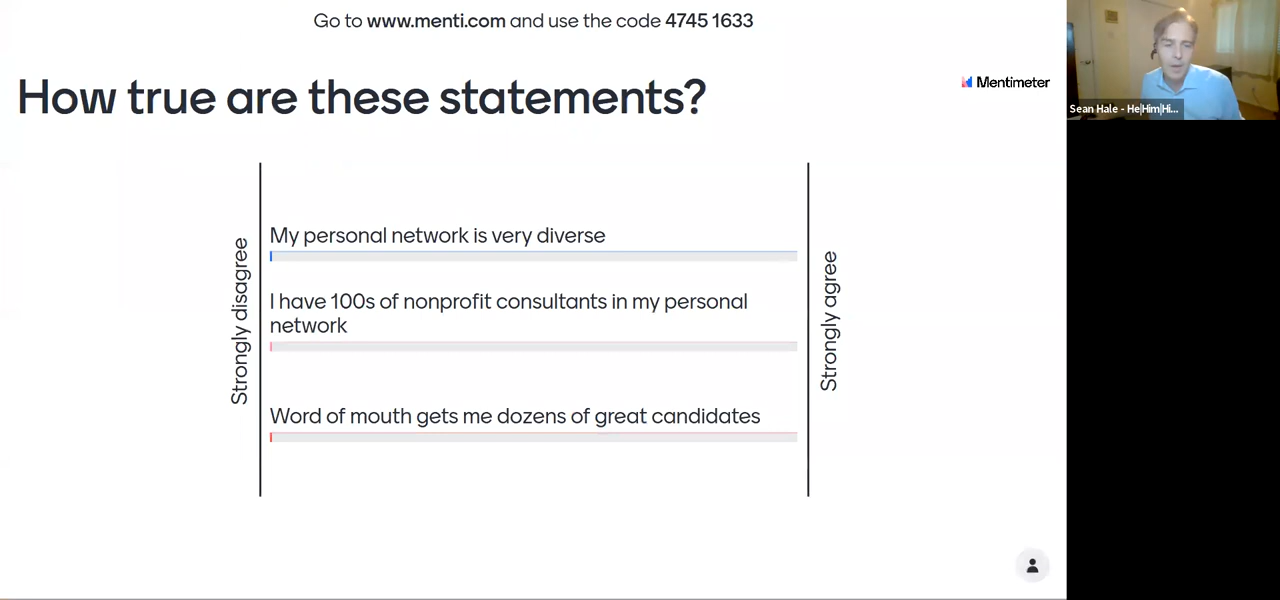 Go to www.menti.com and use the code 4745 1633
How true are these statements?
Mentimeter
Sean Hale - He|Him|Hi...
Strongly disagree
My personal network is very diverse
I have 100s of nonprofit consultants in my personal
network
Word of mouth gets me dozens of great candidates
Strongly agree